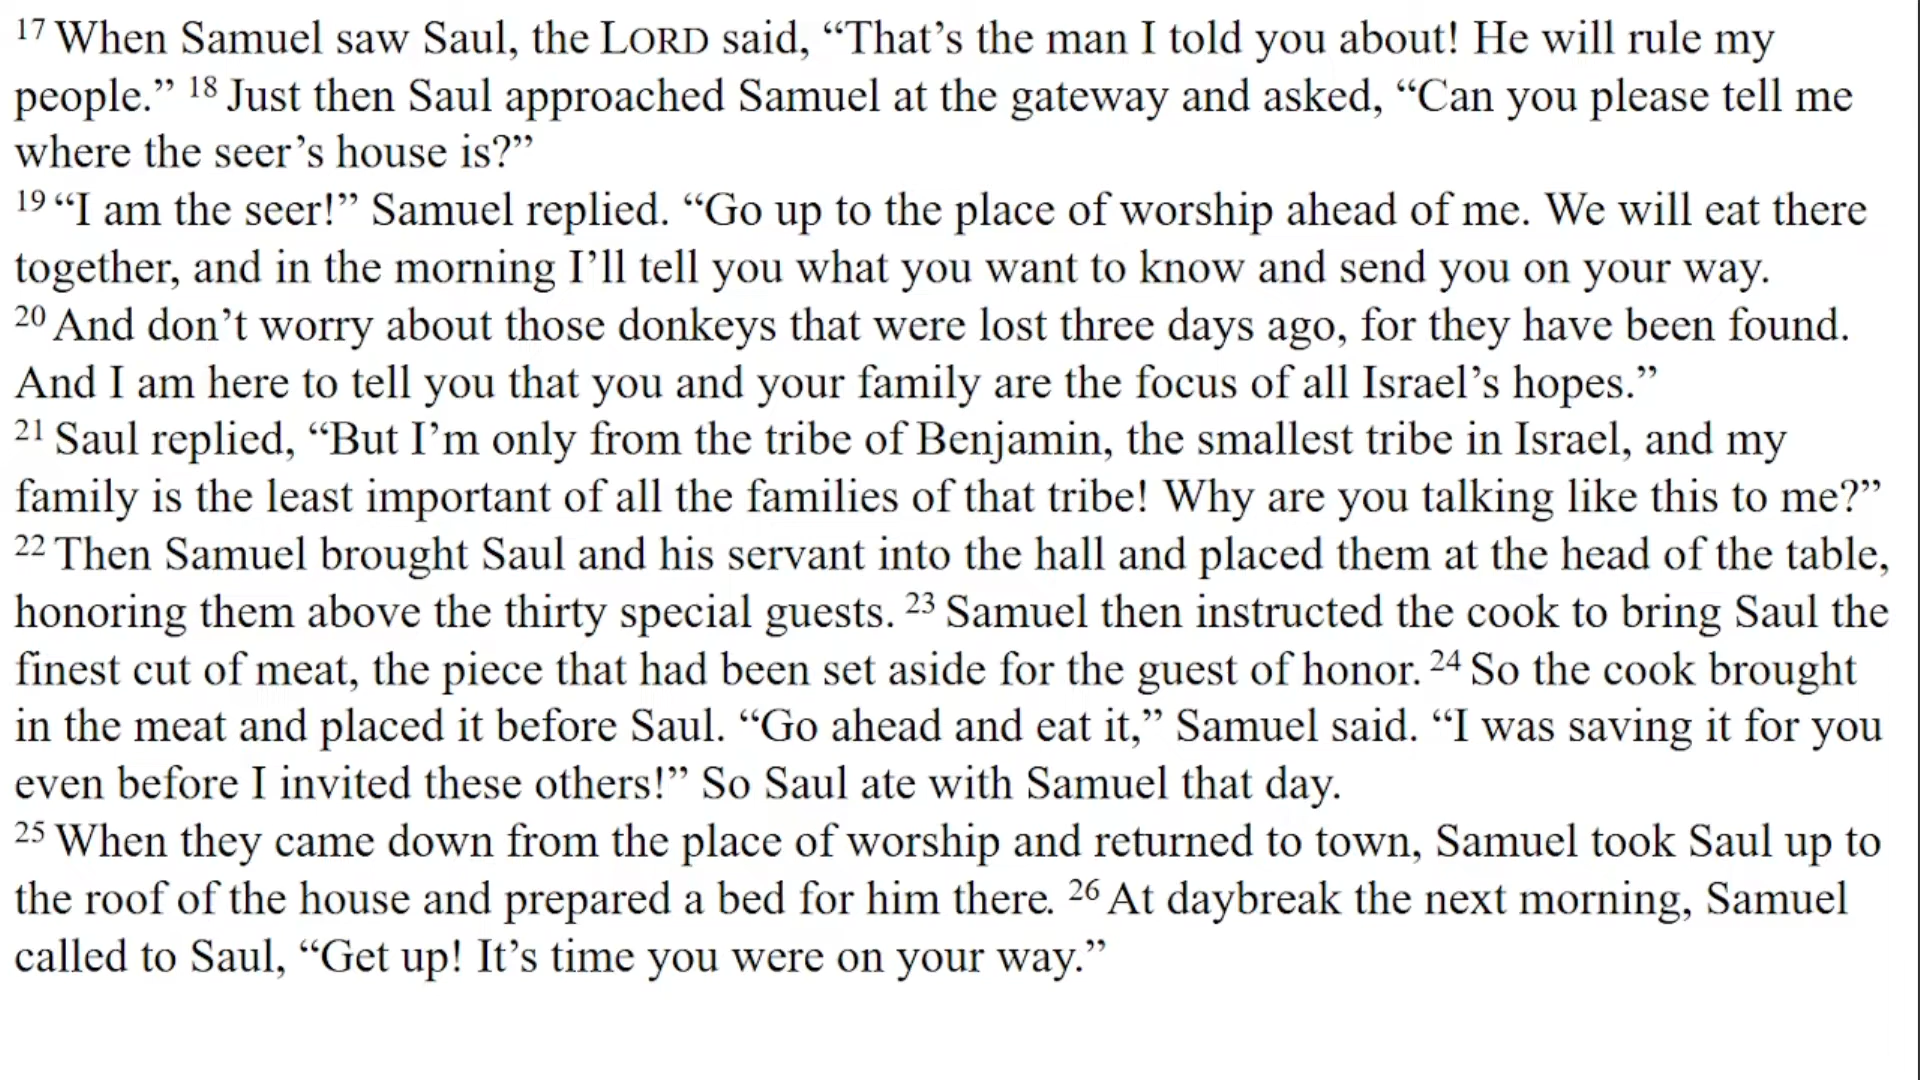 17 When Samuel saw Saul, the LORD said, “That’s the man I told you about! He will rule my
people.” 18 Just then Saul approached Samuel at the gateway and asked, “Can you please tell me
where the seer’s house is?”
19 “I am the seer!” Samuel replied. “Go up to the place of worship ahead of me. We will eat there
together, and in the morning I’ll tell you what you want to know and send you on your way.
20 And don’t worry about those donkeys that were lost three days ago, for they have been found.
And I am here to tell you that you and your family are the focus of all Israel’s hopes.”
21 Saul replied, “But I’m only from the tribe of Benjamin, the smallest tribe in Israel, and my
family is the least important of all the families of that tribe! Why are you talking like this to me?”
22 Then Samuel brought Saul and his servant into the hall and placed them at the head of the table,
honoring them above the thirty special guests. 23 Samuel then instructed the cook to bring Saul the
finest cut of meat, the piece that had been set aside for the guest of honor. 24 So the cook brought
in the meat and placed it before Saul. “Go ahead and eat it,” Samuel said. “I was saving it for you
even before I invited these others!” So Saul ate with Samuel that day.
25 When they came down from the place of worship and returned to town, Samuel took Saul up to
the roof of the house and prepared a bed for him there. 26 At daybreak the next morning, Samuel
called to Saul, “Get up! It’s time you were on your way.”